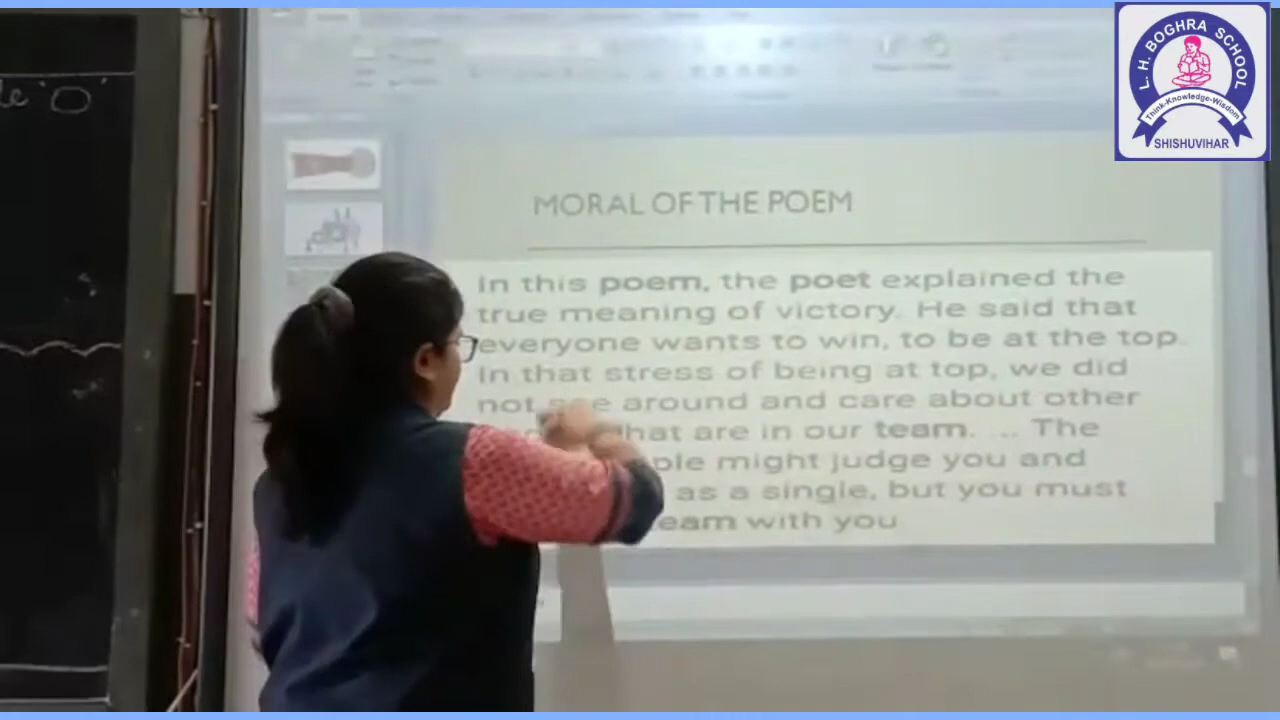 L. H. BOGHRA SCHOOL
Think-Knowledge-Wisdom
SHISHUVIHAR
MORAL OF THE POEM
In this poem, the poet explained the
true meaning of victory. He said that
everyone wants to win, to be at the top.
In that stress of being at top, we did
not see around and care about other
that are in our team. ... The
might judge you and
as a single, but you must
team with you